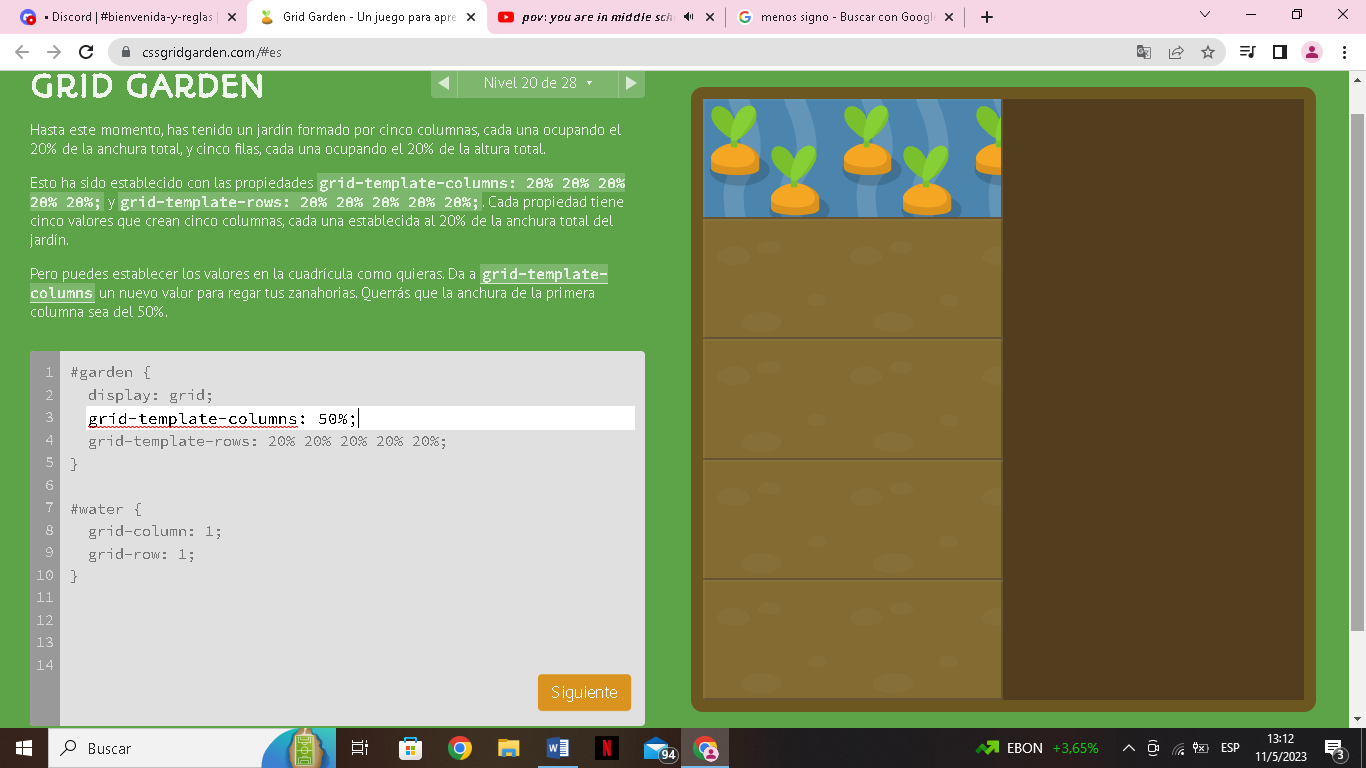 • Discord | #bienvenida-y-reglas
Grid Garden - Un juego para apre
pov: you are in middle sch
menos signo - Buscar con Google
cssgridgarden.com/#es
GRID GARDEN
Nivel 20 de 28
Hasta este momento, has tenido un jardín formado por cinco columnas, cada una ocupando el
20% de la anchura total, y cinco filas, cada una ocupando el 20% de la altura total.
Esto ha sido establecido con las propiedades grid-template-columns: 20% 20% 20%
20% 20%; y grid-template-rows: 20% 20% 20% 20% 20%;. Cada propiedad tiene
cinco valores que crean cinco columnas, cada una establecida al 20% de la anchura total del
jardín.
Pero puedes establecer los valores en la cuadrícula como quieras. Da a grid-template-
columns un nuevo valor para regar tus zanahorias. Querrás que la anchura de la primera
columna sea del 50%.
1 #garden {
2 display: grid;
3 grid-template-columns: 50%;
4 grid-template-rows: 20% 20% 20% 20% 20%;
5 }
6
7 #water {
8 grid-column: 1;
9 grid-row: 1;
10 }
11
12
13
14
Siguiente
Buscar
W
N
94
EBON +3,65%
ESP
13:12
11/5/2023
3